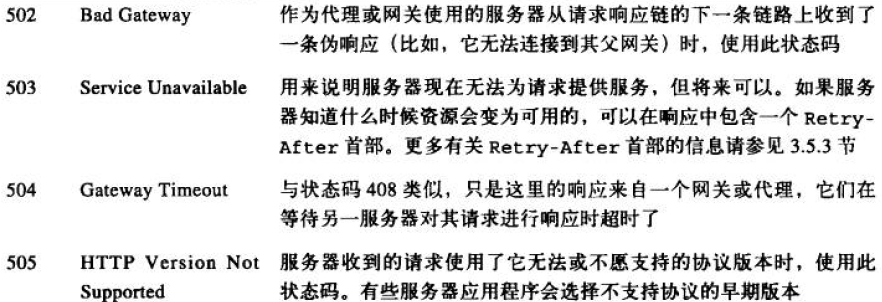 502 Bad Gateway 作为代理或网关使用的服务器从请求响应链的下一条链路上收到了
一条伪响应（比如，它无法连接到其父网关）时，使用此状态码
503 Service Unavailable 用来说明服务器现在无法为请求提供服务，但将来可以。如果服务
器知道什么时候资源会变为可用的，可以在响应中包含一个 Retry-
After 首部。更多有关 Retry-After 首部的信息请参见 3.5.3 节
504 Gateway Timeout 与状态码 408 类似，只是这里的响应来自一个网关或代理，它们在
等待另一服务器对其请求进行响应时超时了
505 HTTP Version Not 服务器收到的请求使用了它无法或不愿支持的协议版本时，使用此
Supported 状态码。有些服务器应用程序会选择不支持协议的早期版本